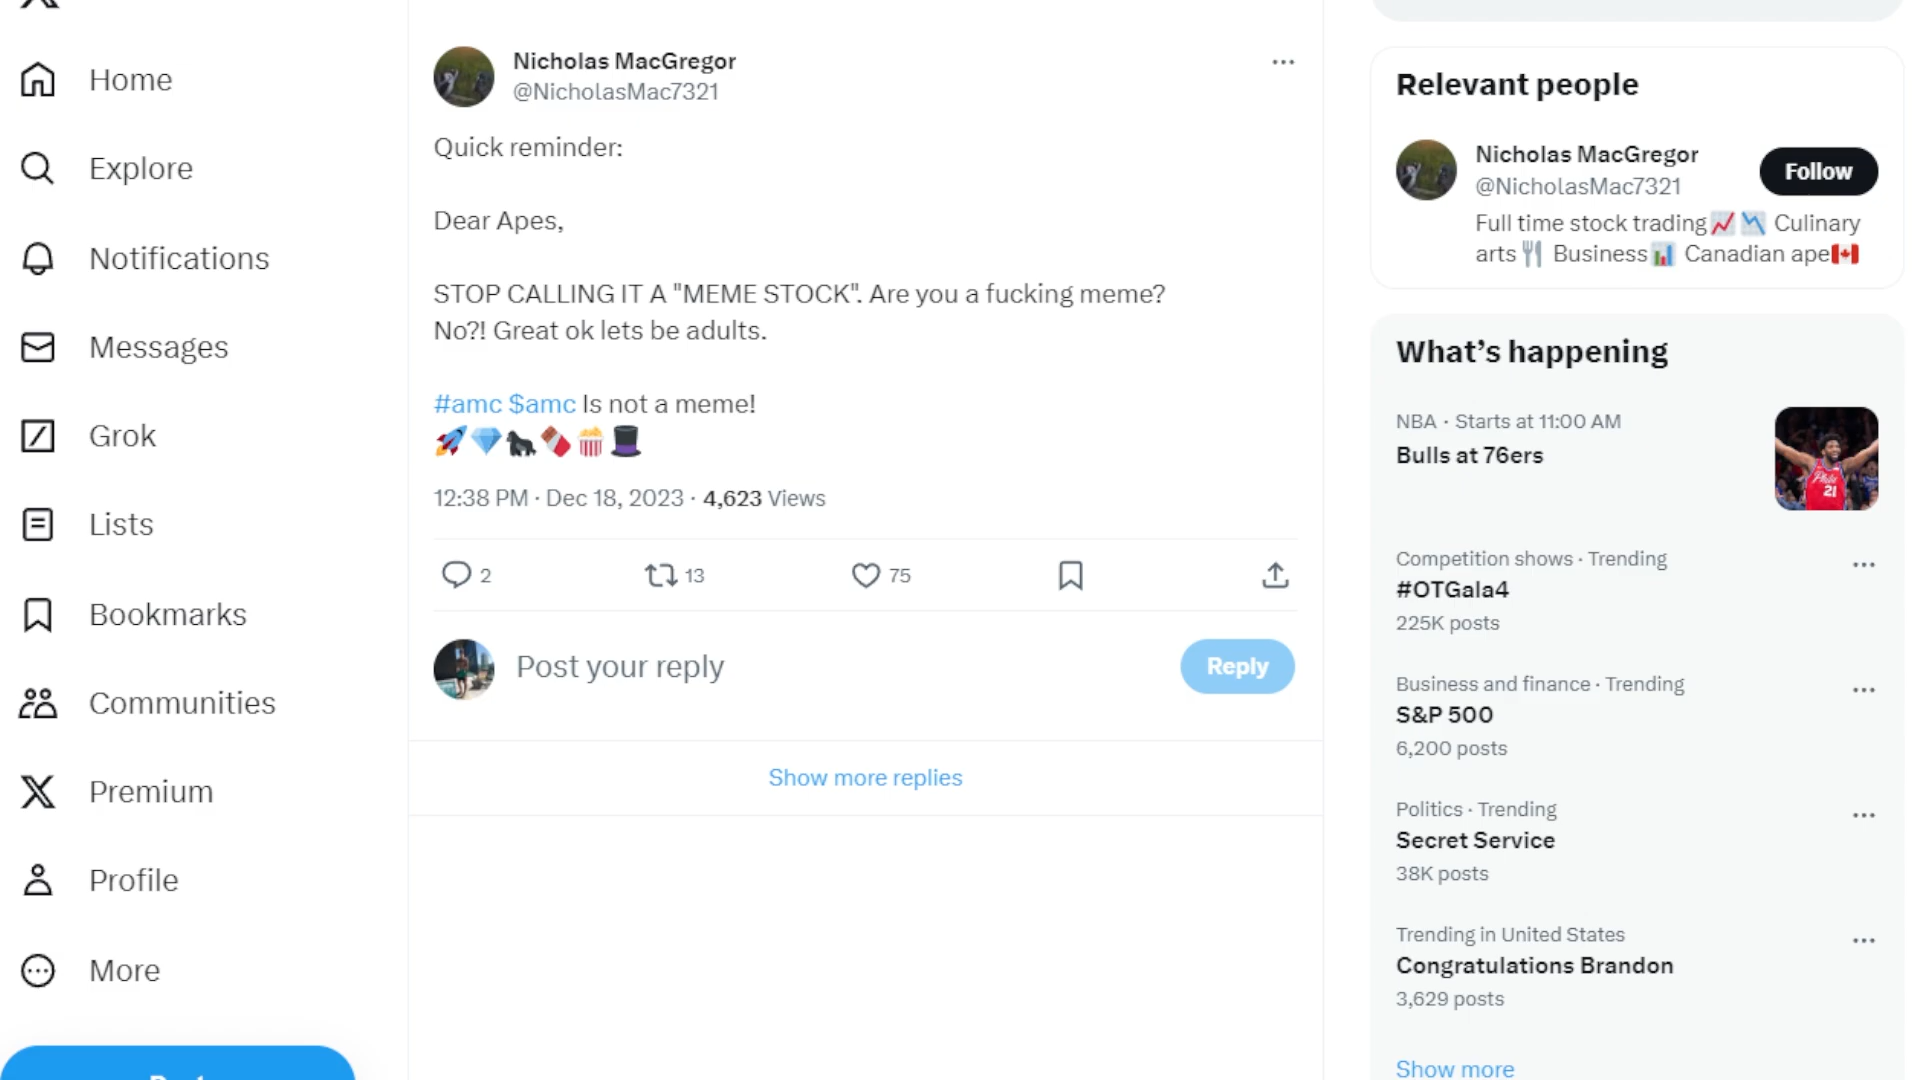 Home
Explore
Notifications
Messages
Grok
Lists
Bookmarks
Communities
Premium
Profile
More
Nicholas MacGregor
@NicholasMac7321
Quick reminder:
Dear Apes,
STOP CALLING IT A "MEME STOCK". Are you a fucking meme?
No?! Great ok lets be adults.
#amc $amc Is not a meme!
12:38 PM · Dec 18, 2023 · 4,623 Views
2 13 75
Post your reply
Reply
Show more replies
Relevant people
Nicholas MacGregor
@NicholasMac7321
Follow
Full time stock trading Culinary
arts Business Canadian ape
What’s happening
NBA · Starts at 11:00 AM
Bulls at 76ers
Phila
21
Competition shows · Trending
#OTGala4
225K posts
Business and finance · Trending
S&P 500
6,200 posts
Politics · Trending
Secret Service
38K posts
Trending in United States
Congratulations Brandon
3,629 posts
Show more